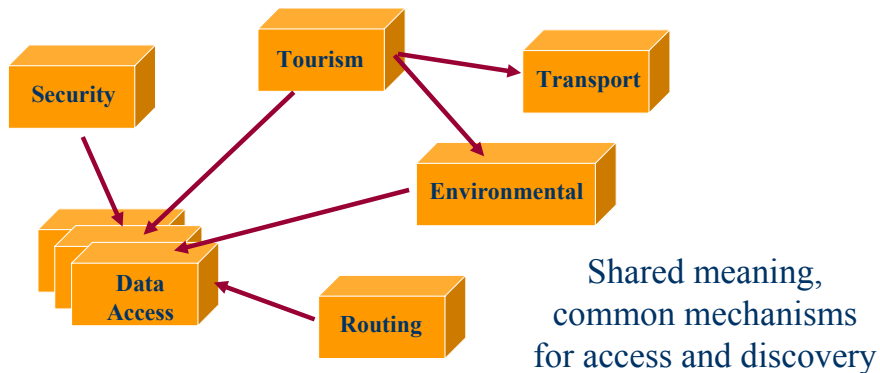 Tourism
Transport
Security
Environmental
Data
Access
Routing
Shared meaning,
common mechanisms
for access and discovery